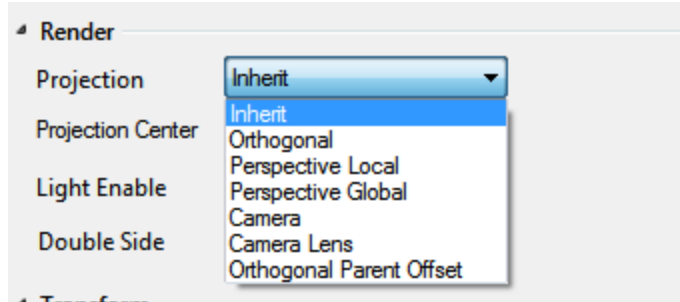 Render
Projection
Inherit
Inherit
Projection Center
Orthogonal
Perspective Local
Light Enable
Perspective Global
Camera
Double Side
Camera Lens
Orthogonal Parent Offset